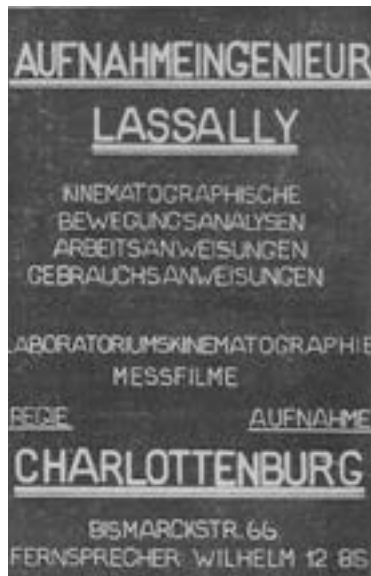 AUFNAHMEINGENIEUR
LASSALLY
KINEMATOGRAPHISCHE
BEWEGUNGSANALYSEN
ARBEITSANWEISUNGEN
GEBRAUCHSANWEISUNGEN
LABORATORIUMSKINEMATOGRAPHIE
MESSFILME
REGIE AUFNAHME
CHARLOTTENBURG
BISMARCKSTR. 66.
FERNSPRECHER: WILHELM 12 85